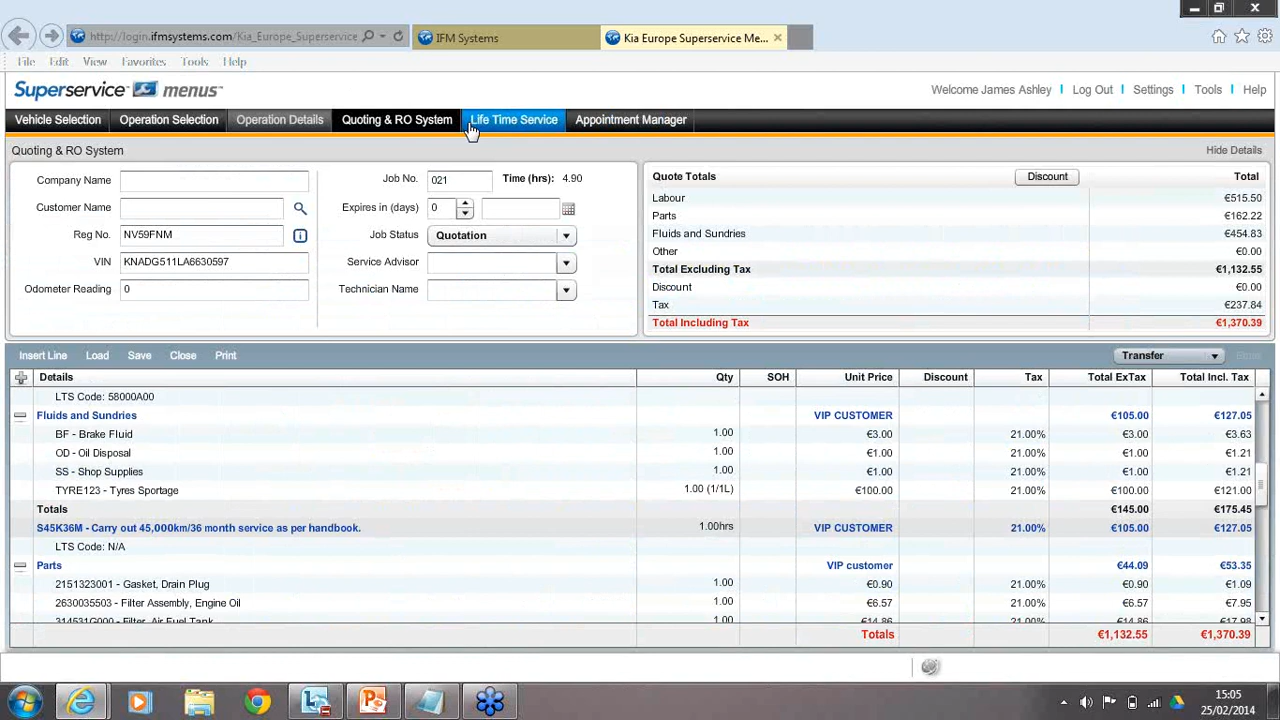 http://login.ifmsystems.com/Kia_Europe_Superservice
IFM Systems
Kia Europe Superservice Me...
File Edit View Favorites Tools Help
Superservice menus
Welcome James Ashley | Log Out | Settings | Tools | Help
Vehicle Selection Operation Selection Operation Details Quoting & RO System Life Time Service Appointment Manager
Quoting & RO System Hide Details
Company Name
Customer Name
Reg No. NV59FNM
VIN KNADG511LA6630597
Odometer Reading 0
Job No. 021 Time (hrs): 4.90
Expires in (days) 0
Job Status Quotation
Service Advisor
Technician Name
Quote Totals Discount Total
Labour €515.50
Parts €162.22
Fluids and Sundries €454.83
Other €0.00
Total Excluding Tax €1,132.55
Discount €0.00
Tax €237.84
Total Including Tax €1,370.39
Insert Line Load Save Close Print Transfer
Details Qty SOH Unit Price Discount Tax Total ExTax Total Incl. Tax
LTS Code: 58000A00
Fluids and Sundries VIP CUSTOMER €105.00 €127.05
BF - Brake Fluid 1.00 €3.00 21.00% €3.00 €3.63
OD - Oil Disposal 1.00 €1.00 21% €1.00 €1.21
SS - Shop Supplies 1.00 €1.00 21% €1.00 €1.21
TYRE123 - Tyres Sportage 1.00 (1/1L) €100.00 21% €100.00 €121.00
Totals €145.00 €175.45
S45K36M - Carry out 45,000km/36 month service as per handbook. 1.00hrs VIP CUSTOMER 21.00% €105.00 €127.05
LTS Code: N/A
Parts VIP customer €44.09 €53.35
2151323001 - Gasket, Drain Plug 1.00 €0.90 21% €0.90 €1.09
2630035503 - Filter Assembly, Engine Oil 1.00 €6.57 21% €6.57 €7.95
314531G000 - Filter, Air Fuel Tank 1.00 €14.86 21% €14.86 €17.98
Totals €1,132.55 €1,370.39
15:05
25/02/2014